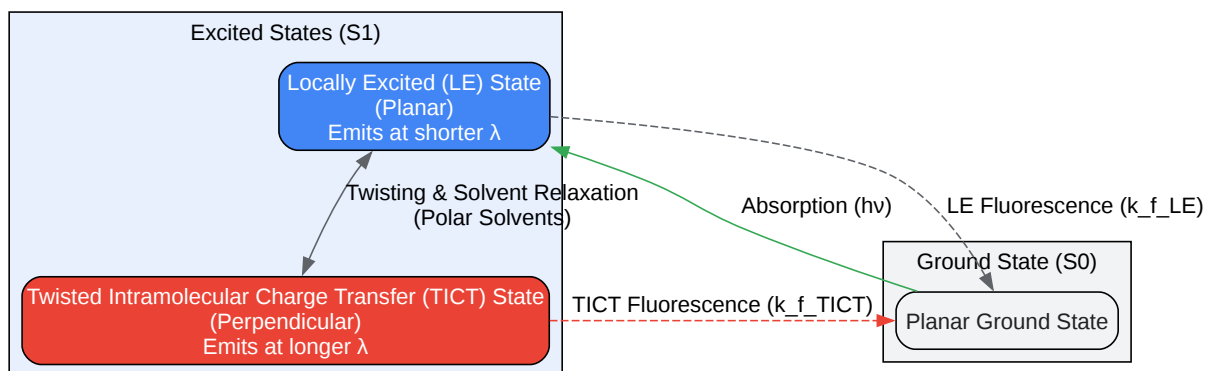 Excited States (S1)
Locally Excited (LE) State
(Planar)
Emits at shorter λ
Twisting & Solvent Relaxation
(Polar Solvents)
Absorption (hν)
LE Fluorescence (k_f_LE)
Ground State (S0)
Twisted Intramolecular Charge Transfer (TICT) State
(Perpendicular)
Emits at longer λ
TICT Fluorescence (k_f_TICT)
Planar Ground State